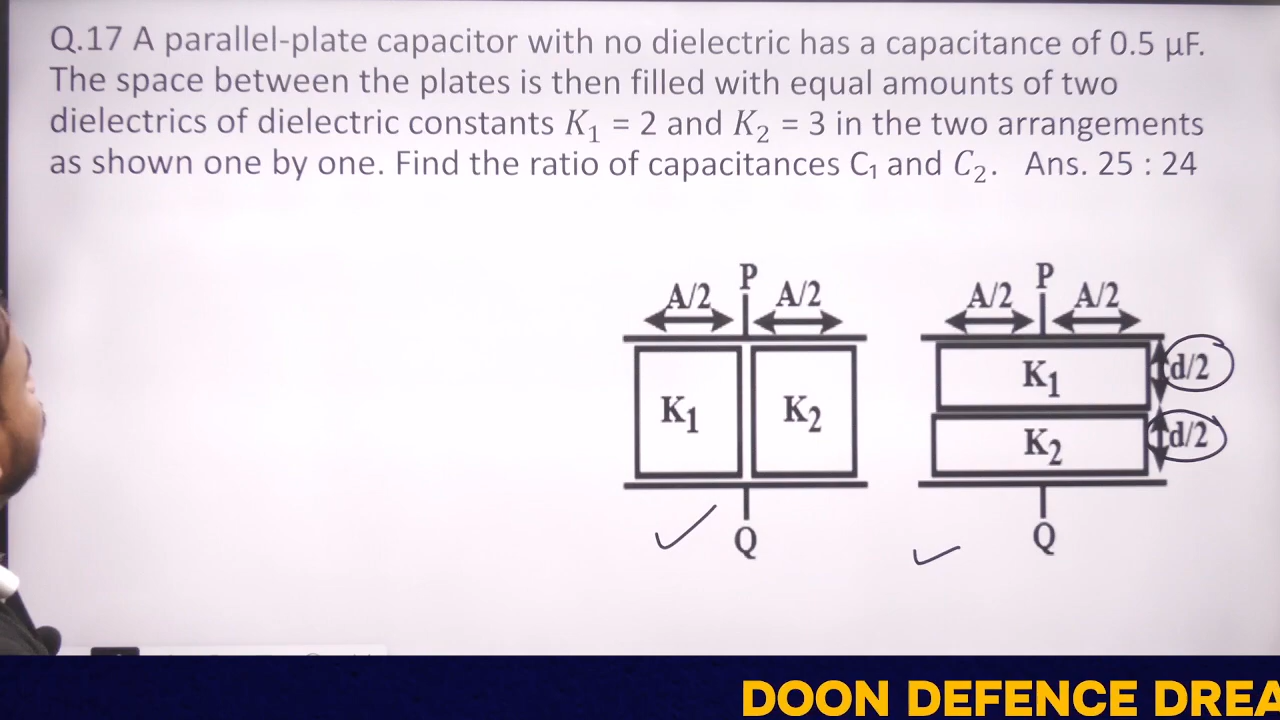 Q.17 A parallel-plate capacitor with no dielectric has a capacitance of 0.5 μF.
The space between the plates is then filled with equal amounts of two
dielectrics of dielectric constants K₁ = 2 and K₂ = 3 in the two arrangements
as shown one by one. Find the ratio of capacitances C₁ and C₂. Ans. 25 : 24
A/2 P A/2
K₁ K₂
Q
A/2 P A/2
K₁ d/2
K₂ d/2
Q
DOON DEFENCE DREA